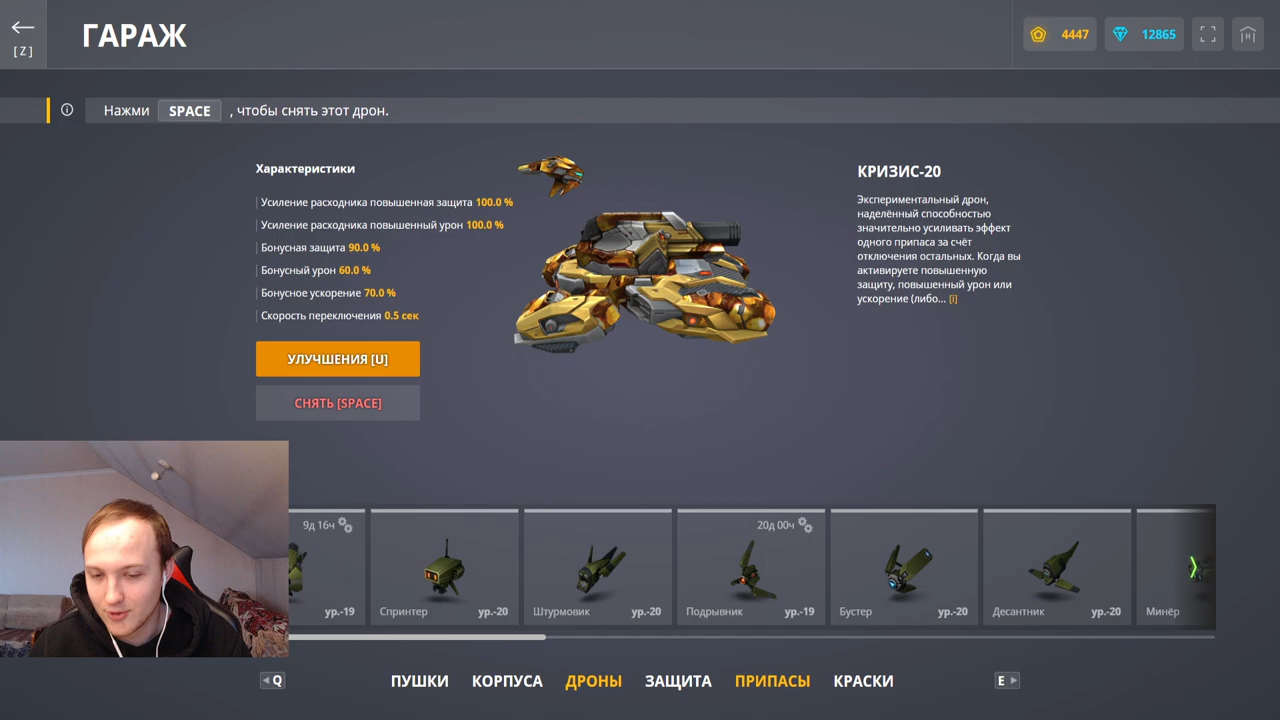 [Z]
ГАРАЖ
4447
12865
Нажми SPACE , чтобы снять этот дрон.
Характеристики
Усиление расходника повышенная защита 100.0 %
Усиление расходника повышенный урон 100.0 %
Бонусная защита 90.0 %
Бонусный урон 60.0 %
Бонусное ускорение 70.0 %
Скорость переключения 0.5 сек
УЛУЧШЕНИЯ [U]
СНЯТЬ [SPACE]
КРИЗИС-20
Экспериментальный дрон,
наделённый способностью
значительно усиливать эффект
одного припаса за счёт
отключения остальных. Когда вы
активируете повышенную
защиту, повышенный урон или
ускорение (либо... [i]
9д 16ч
20д 00ч
ур.-19
Спринтер ур.-20
Штурмовик ур.-20
Подрывник ур.-19
Бустер ур.-20
Десантник ур.-20
Минёр
Q
ПУШКИ КОРПУСА ДРОНЫ ЗАЩИТА ПРИПАСЫ КРАСКИ
E